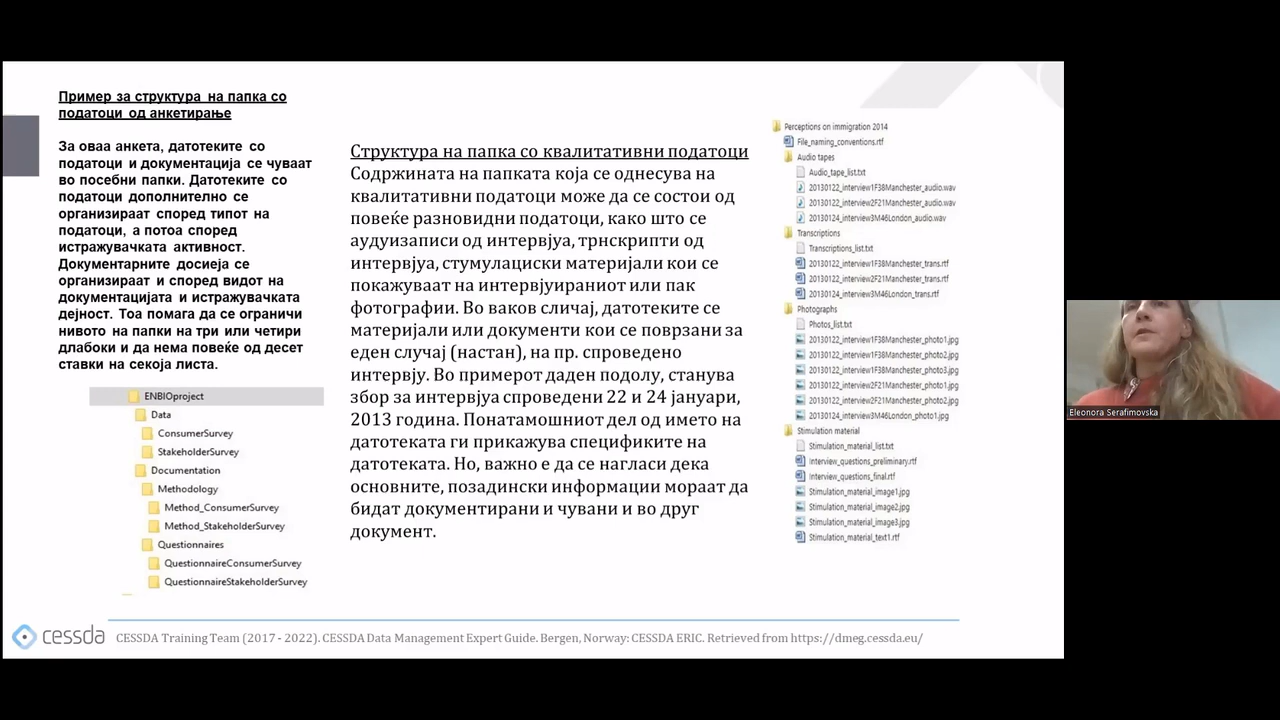 Пример за структура на папка со
податоци од анкетирање
За оваа анкета, датотеките со
податоци и документација се чуваат
во посебни папки. Датотеките со
податоци дополнително се
организираат според типот на
податоци, а потоа според
истражувачката активност.
Документарните досиеја се
организираат и според видот на
документацијата и истражувачката
дејност. Тоа помага да се ограничи
нивото на папки на три или четири
длабоки и да нема повеќе од десет
ставки на секоја листа.
ENBIOproject
Data
ConsumerSurvey
StakeholderSurvey
Documentation
Methodology
Method_ConsumerSurvey
Method_StakeholderSurvey
Questionnaires
QuestionnaireConsumerSurvey
QuestionnaireStakeholderSurvey
Структура на папка со квалитативни податоци
Содржината на папката која се однесува на
квалитативни податоци може да се состои од
повеќе разновидни податоци, како што се
аудуизаписи од интервјуа, трнскрипти од
интервјуа, стумулациски материјали кои се
покажуваат на интервјуираниот или пак
фотографии. Во ваков сличај, датотеките се
материјали или документи кои се поврзани за
еден случај (настан), на пр. спроведено
интервју. Во примерот даден подолу, станува
збор за интервјуа спроведени 22 и 24 јануари,
2013 година. Понатамошниот дел од името на
датотеката ги прикажува спецификите на
датотеката. Но, важно е да се нагласи дека
основните, позадински информации мораат да
бидат документирани и чувани и во друг
документ.
Perceptions on immigration 2014
File_naming_conventions.rtf
Audio tapes
Audio_tape_list.txt
20130122_interview1F38Manchester_audio.wav
20130122_interview2F21Manchester_audio.wav
20130124_interview3M46London_audio.wav
Transcriptions
Transcriptions_list.txt
20130122_interview1F38Manchester_trans.rtf
20130122_interview2F21Manchester_trans.rtf
20130124_interview3M46London_trans.rtf
Photographs
Photos_list.txt
20130122_interview1F38Manchester_photo1.jpg
20130122_interview1F38Manchester_photo2.jpg
20130122_interview1F38Manchester_photo3.jpg
20130122_interview2F21Manchester_photo1.jpg
20130122_interview2F21Manchester_photo2.jpg
20130124_interview3M46London_photo1.jpg
Stimulation material
Stimulation_material_list.txt
Interview_questions_preliminary.rtf
Interview_questions_final.rtf
Stimulation_material_image1.jpg
Stimulation_material_image2.jpg
Stimulation_material_image3.jpg
Stimulation_material_text1.rtf
Eleonora Serafimovska
cessda
CESSDA Training Team (2017 - 2022). CESSDA Data Management Expert Guide. Bergen, Norway: CESSDA ERIC. Retrieved from https://dmeg.cessda.eu/